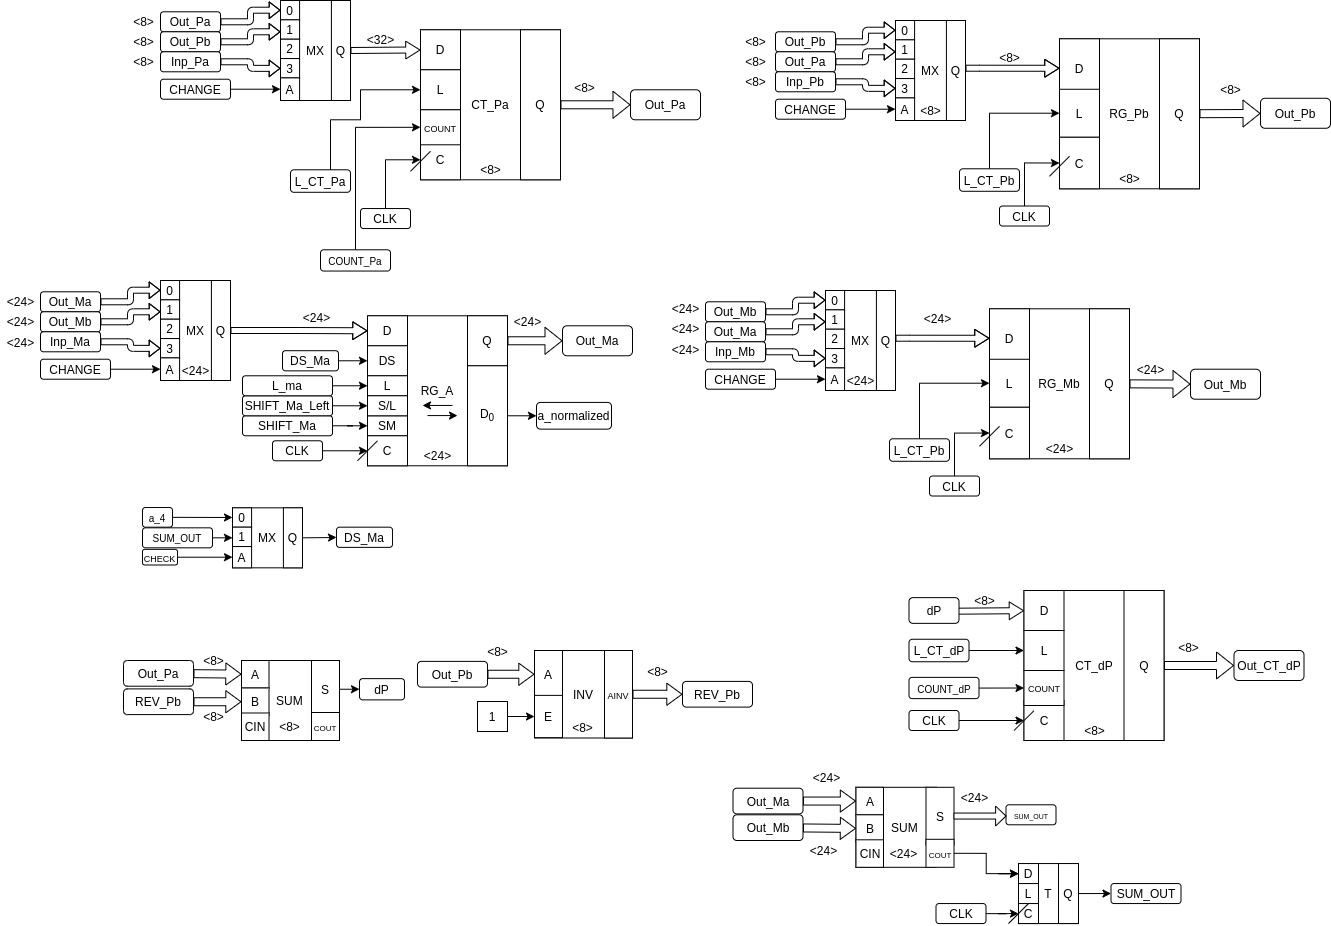 <8> Out_Pa 0
<8> Out_Pb 1 MX Q <32> D
2
<8> Inp_Pa 3
CHANGE A L CT_Pa Q <8> Out_Pa
COUNT
C <8>
L_CT_Pa
CLK
COUNT_Pa
<8> Out_Pb 0
<8> Out_Pa 1 MX Q <8> D
2
<8> Inp_Pb 3
CHANGE A <8> L RG_Pb Q <8> Out_Pb
C
<8>
L_CT_Pb
CLK
<24> Out_Ma 0
<24> Out_Mb 1 MX Q <24> D
2
<24> Inp_Ma 3
CHANGE A <24>
Q <24> Out_Ma
DS_Ma DS
L_ma L RG_A
SHIFT_Ma_Left S/L D0 a_normalized
SHIFT_Ma SM
CLK C <24>
<24> Out_Mb 0
<24> Out_Ma 1 MX Q <24> D
2
<24> Inp_Mb 3
CHANGE A <24> L RG_Mb Q <24> Out_Mb
C
<24>
L_CT_Pb
CLK
a_4 0
SUM_OUT 1 MX Q DS_Ma
CHECK A
dP <8> D
L_CT_dP L CT_dP Q <8> Out_CT_dP
COUNT_dP COUNT
CLK C <8>
Out_Pa <8> A S dP
REV_Pb B SUM
<8> CIN <8> COUT
Out_Pb <8> A
INV AINV <8> REV_Pb
1 E <8>
<24>
Out_Ma A S <24> SUM_OUT
Out_Mb B SUM
<24> CIN <24> COUT
D
L T Q SUM_OUT
CLK C